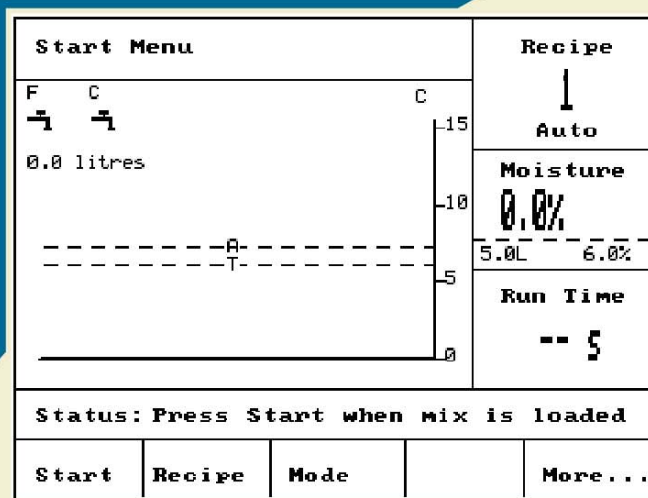 Start Menu
F C
C
15
0.0 litres
10
A
T
5
0
Recipe
1
Auto
Moisture
0.0%
5.0L 6.0%
Run Time
-- s
Status: Press Start when mix is loaded
Start Recipe Mode More...